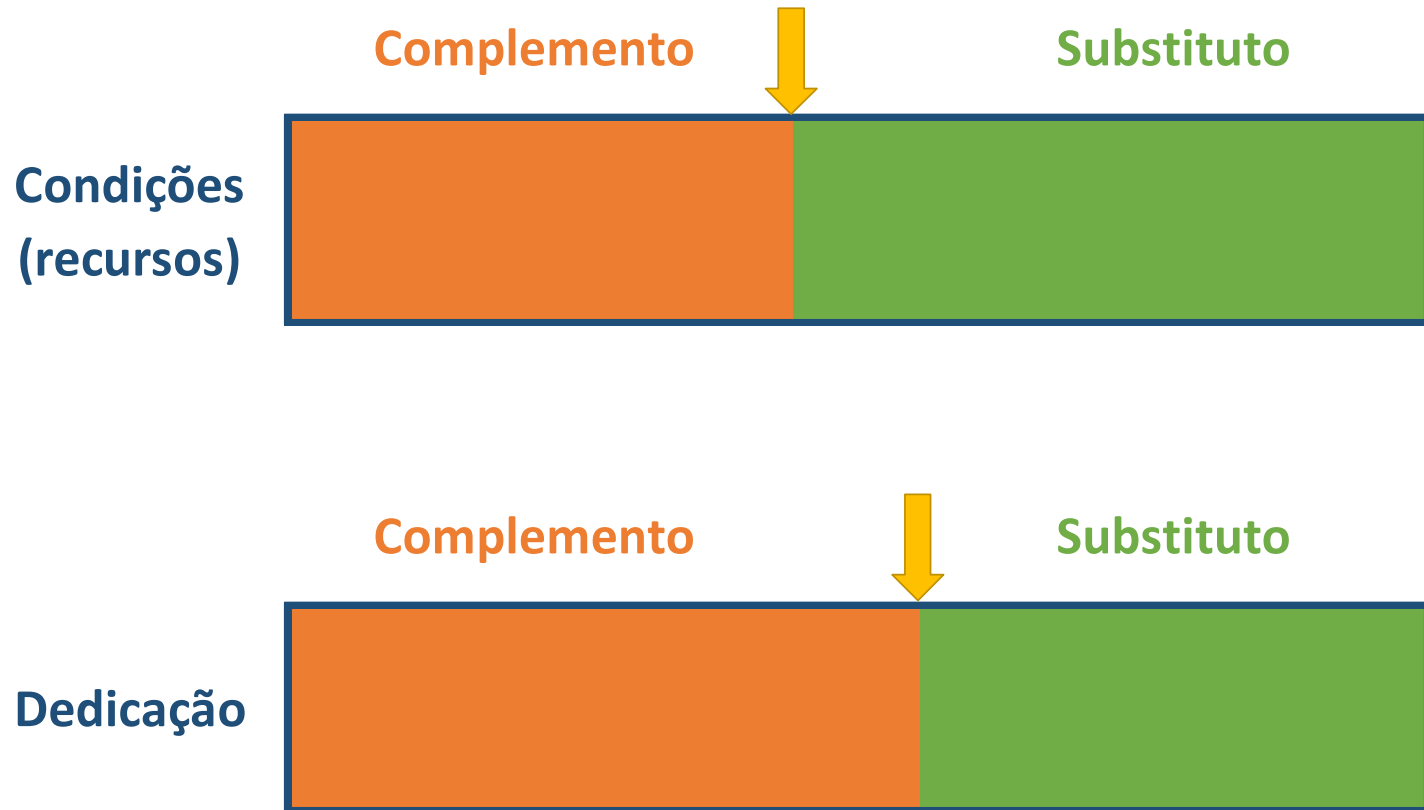 Complemento
Substituto
Condições
(recursos)
Complemento
Substituto
Dedicação